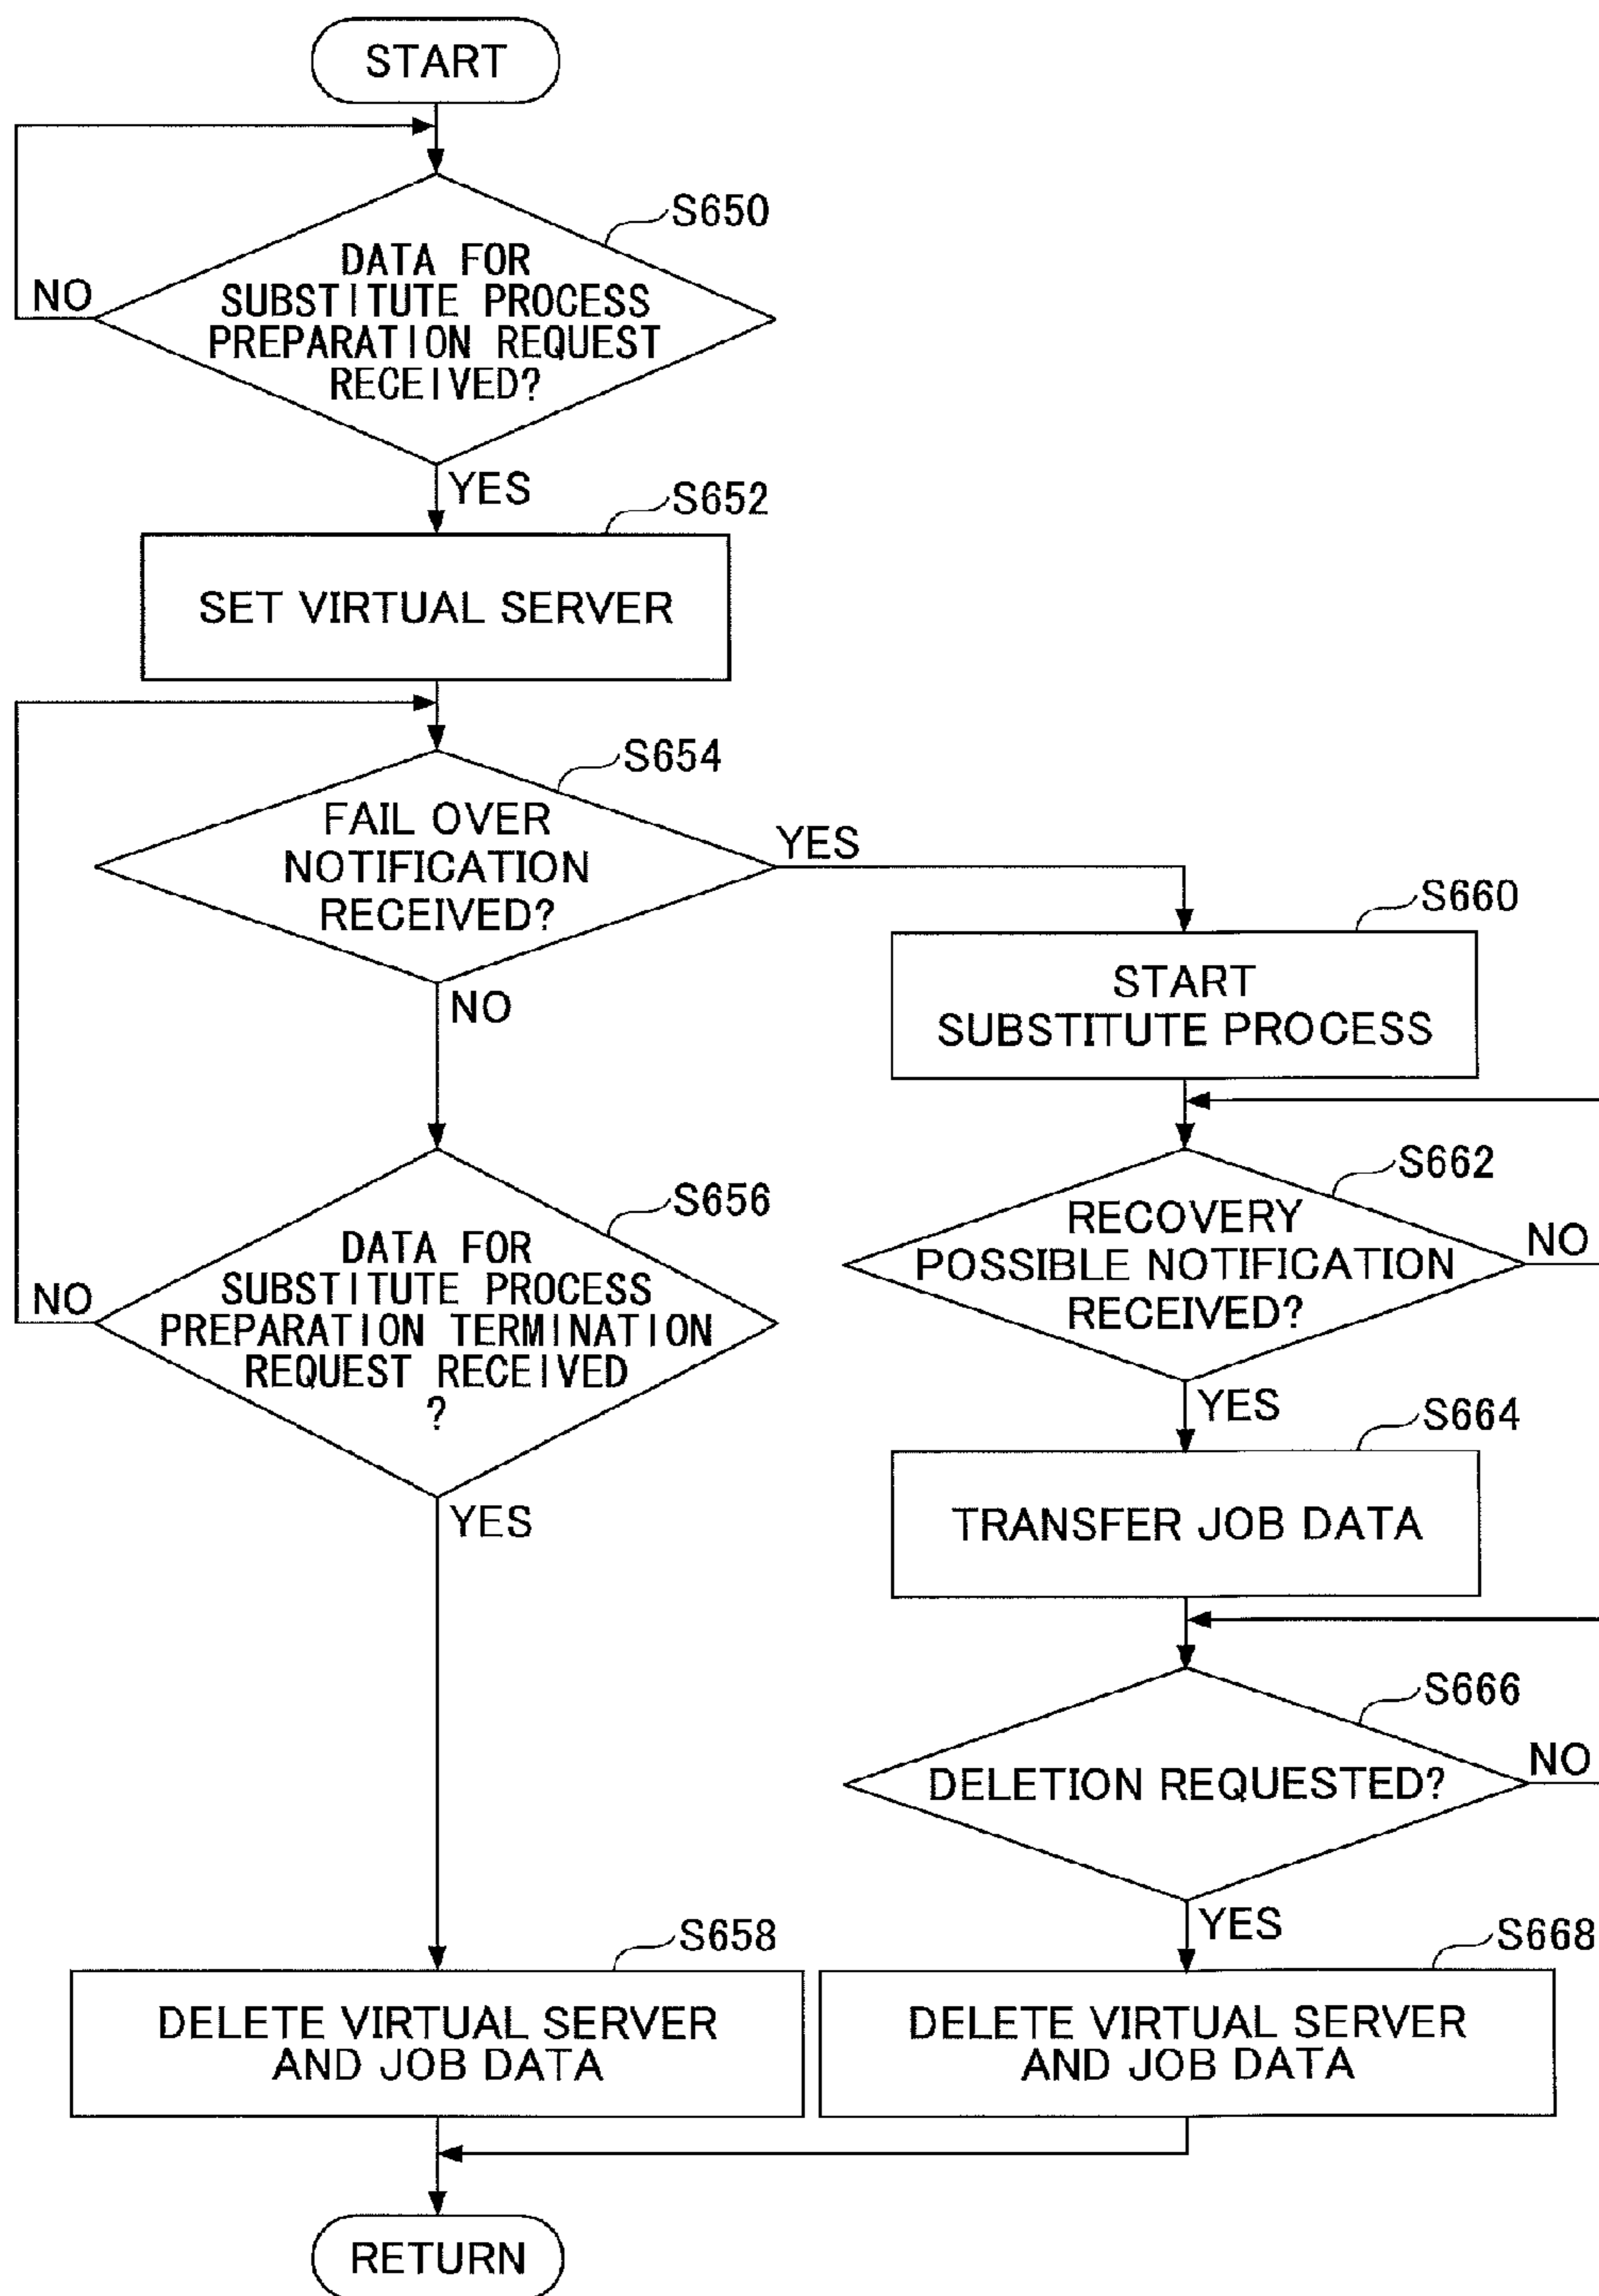 START
S650
DATA FOR
SUBSTITUTE PROCESS
PREPARATION REQUEST
RECEIVED?
NO
YES
S652
SET VIRTUAL SERVER
S654
FAIL OVER
NOTIFICATION
RECEIVED?
YES
NO
S660
START
SUBSTITUTE PROCESS
S656
DATA FOR
SUBSTITUTE PROCESS
PREPARATION TERMINATION
REQUEST RECEIVED
?
NO
YES
S662
RECOVERY
POSSIBLE NOTIFICATION
RECEIVED?
NO
YES
S664
TRANSFER JOB DATA
S666
DELETION REQUESTED?
NO
YES
S658
DELETE VIRTUAL SERVER
AND JOB DATA
S668
DELETE VIRTUAL SERVER
AND JOB DATA
RETURN